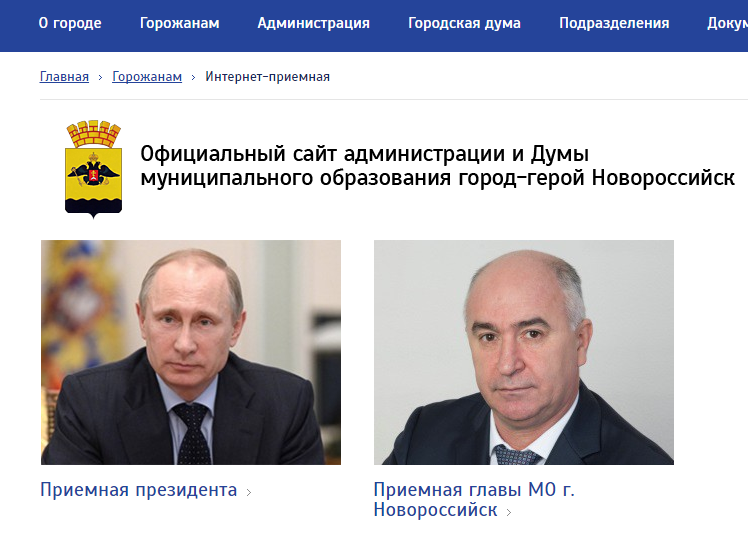 О городе Горожанам Администрация Городская дума Подразделения
Главная › Горожанам › Интернет-приемная
Официальный сайт администрации и Думы
муниципального образования город-герой Новороссийск
Приемная президента ›
Приемная главы МО г.
Новороссийск ›